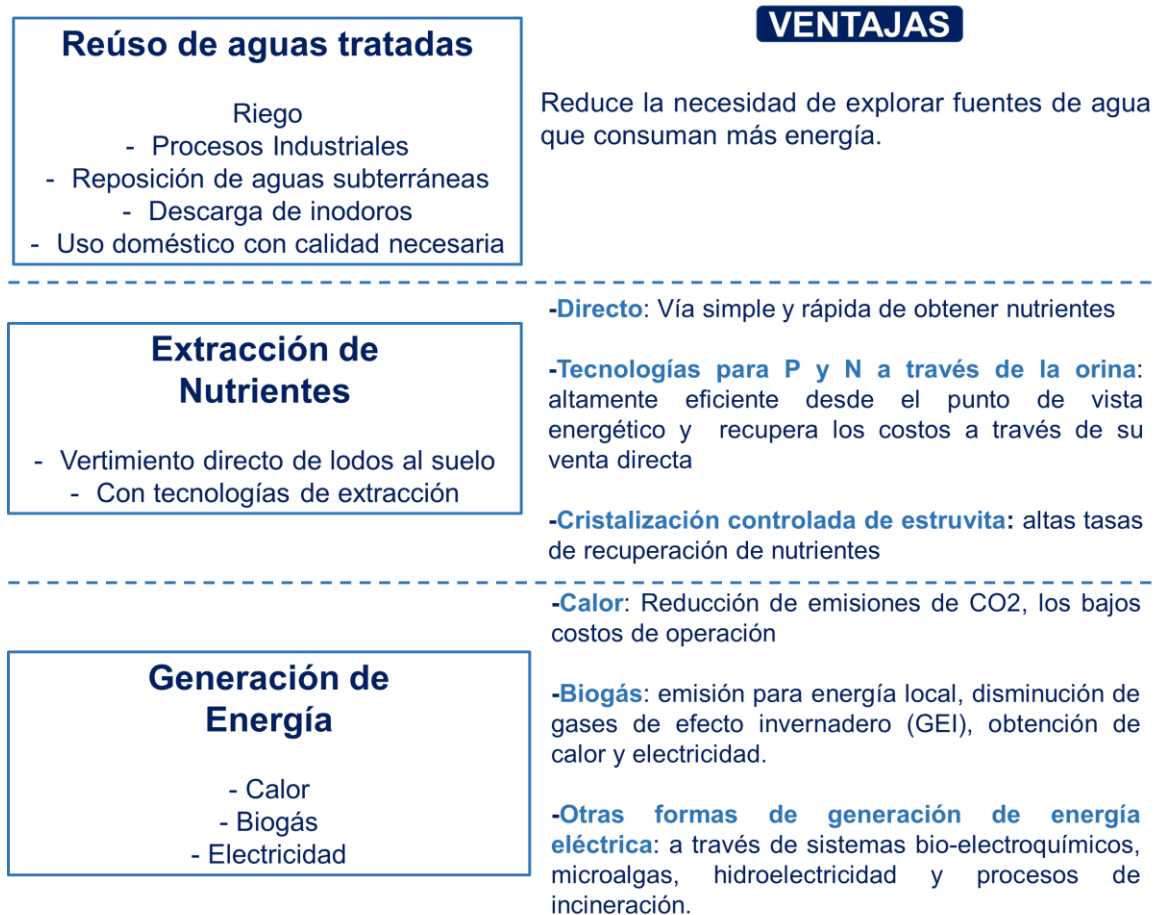 Reúso de aguas tratadas
Riego
- Procesos Industriales
- Reposición de aguas subterráneas
- Descarga de inodoros
- Uso doméstico con calidad necesaria
VENTAJAS
Reduce la necesidad de explorar fuentes de agua
que consuman más energía.
Extracción de
Nutrientes
- Vertimiento directo de lodos al suelo
- Con tecnologías de extracción
-Directo: Vía simple y rápida de obtener nutrientes
-Tecnologías para P y N a través de la orina:
altamente eficiente desde el punto de vista
energético y recupera los costos a través de su
venta directa
-Cristalización controlada de estruvita: altas tasas
de recuperación de nutrientes
Generación de
Energía
- Calor
- Biogás
- Electricidad
-Calor: Reducción de emisiones de CO2, los bajos
costos de operación
-Biogás: emisión para energía local, disminución de
gases de efecto invernadero (GEI), obtención de
calor y electricidad.
-Otras formas de generación de energía
eléctrica: a través de sistemas bio-electroquímicos,
microalgas, hidroelectricidad y procesos de
incineración.